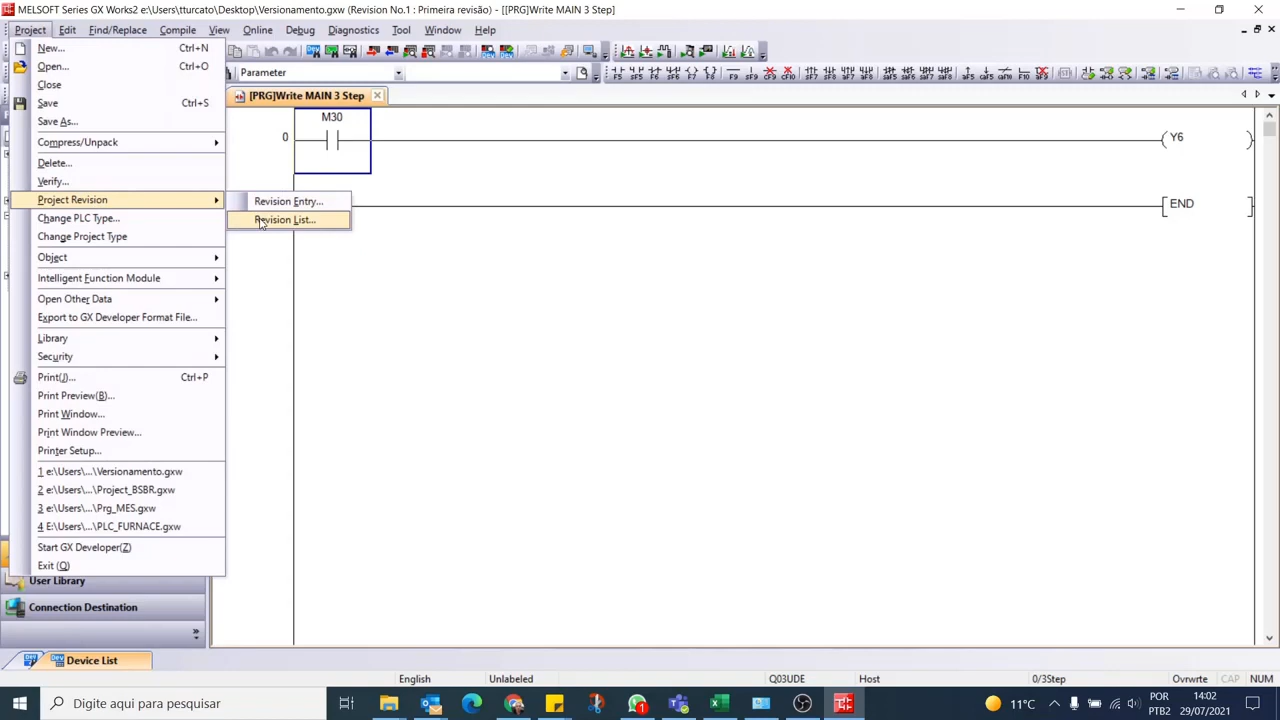 MELSOFT Series GX Works2 e:\Users\tturcato\Desktop\Versionamento.gxw (Revision No.1 : Primeira revisão) - [[PRG]Write MAIN 3 Step]
Project Edit Find/Replace Compile View Online Debug Diagnostics Tool Window Help
New... Ctrl+N
Open... Ctrl+O
Close
Save Ctrl+S
Save As...
Compress/Unpack
Delete...
Verify...
Project Revision
Change PLC Type...
Change Project Type
Object
Intelligent Function Module
Open Other Data
Export to GX Developer Format File...
Library
Security
Print(J)... Ctrl+P
Print Preview(B)...
Print Window...
Print Window Preview...
Printer Setup...
1 e:\Users\...\Versionamento.gxw
2 e:\Users\...\Project_BSBR.gxw
3 e:\Users\...\Prg_MES.gxw
4 E:\Users\...\PLC_FURNACE.gxw
Start GX Developer(Z)
Exit (Q)
Revision Entry...
Revision List...
Parameter
[PRG]Write MAIN 3 Step
M30
0
Y6
END
User Library
Connection Destination
Device List
English Unlabeled Q03UDE Host 0/3Step Ovrwrte CAP NUM
Digite aqui para pesquisar
11°C
POR
PTB2
14:02
29/07/2021